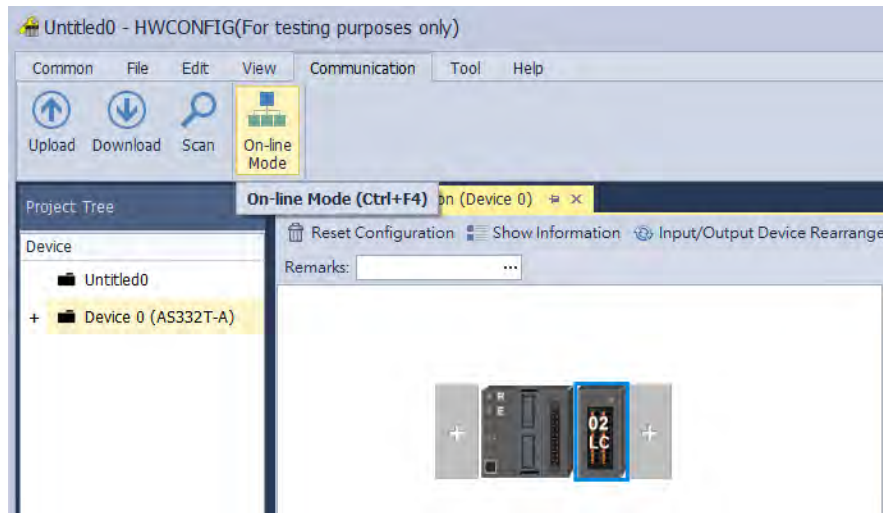 Untitled0 - HWCONFIG(For testing purposes only)
Common File Edit View Communication Tool Help
Upload Download Scan On-line Mode
Project Tree
On-line Mode (Ctrl+F4) on (Device 0)
Device
Reset Configuration Show Information Input/Output Device Rearrange
Untitled0
Remarks: ...
+ Device 0 (AS332T-A)
R
E
02
LC
+ +